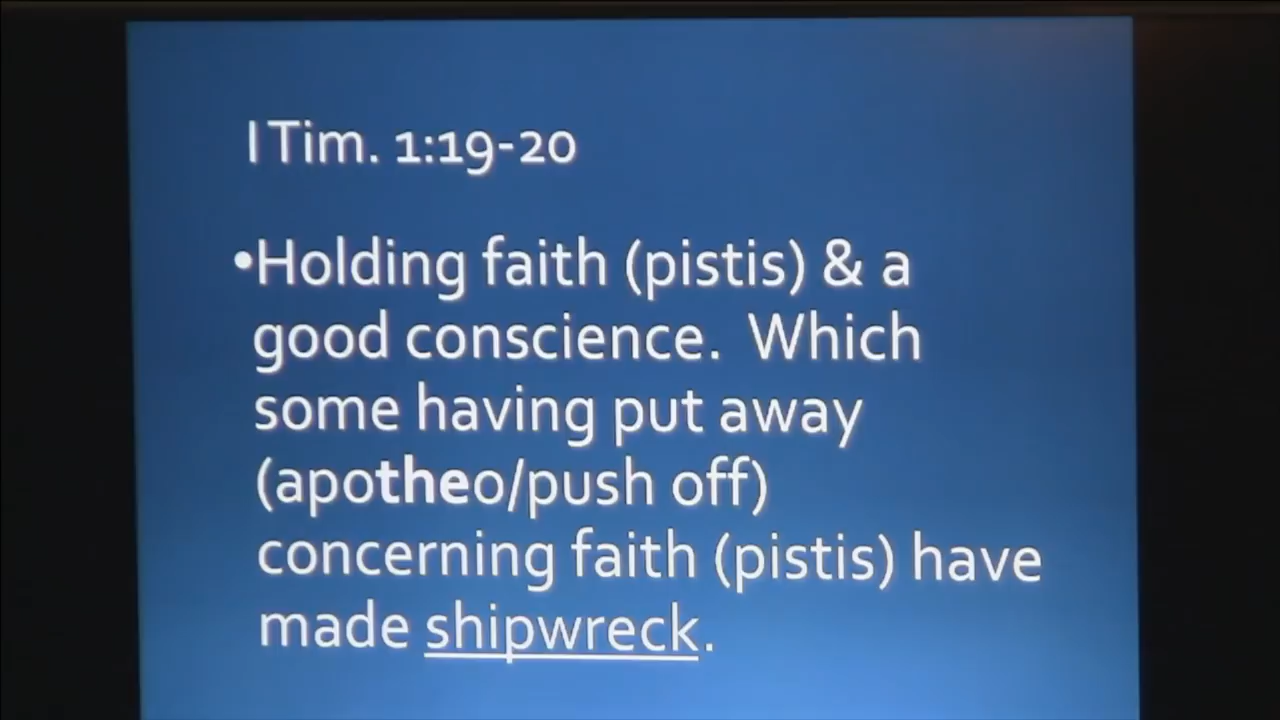 I Tim. 1:19-20
•Holding faith (pistis) & a
good conscience.  Which
some having put away
(apotheo/push off)
concerning faith (pistis) have
made shipwreck.